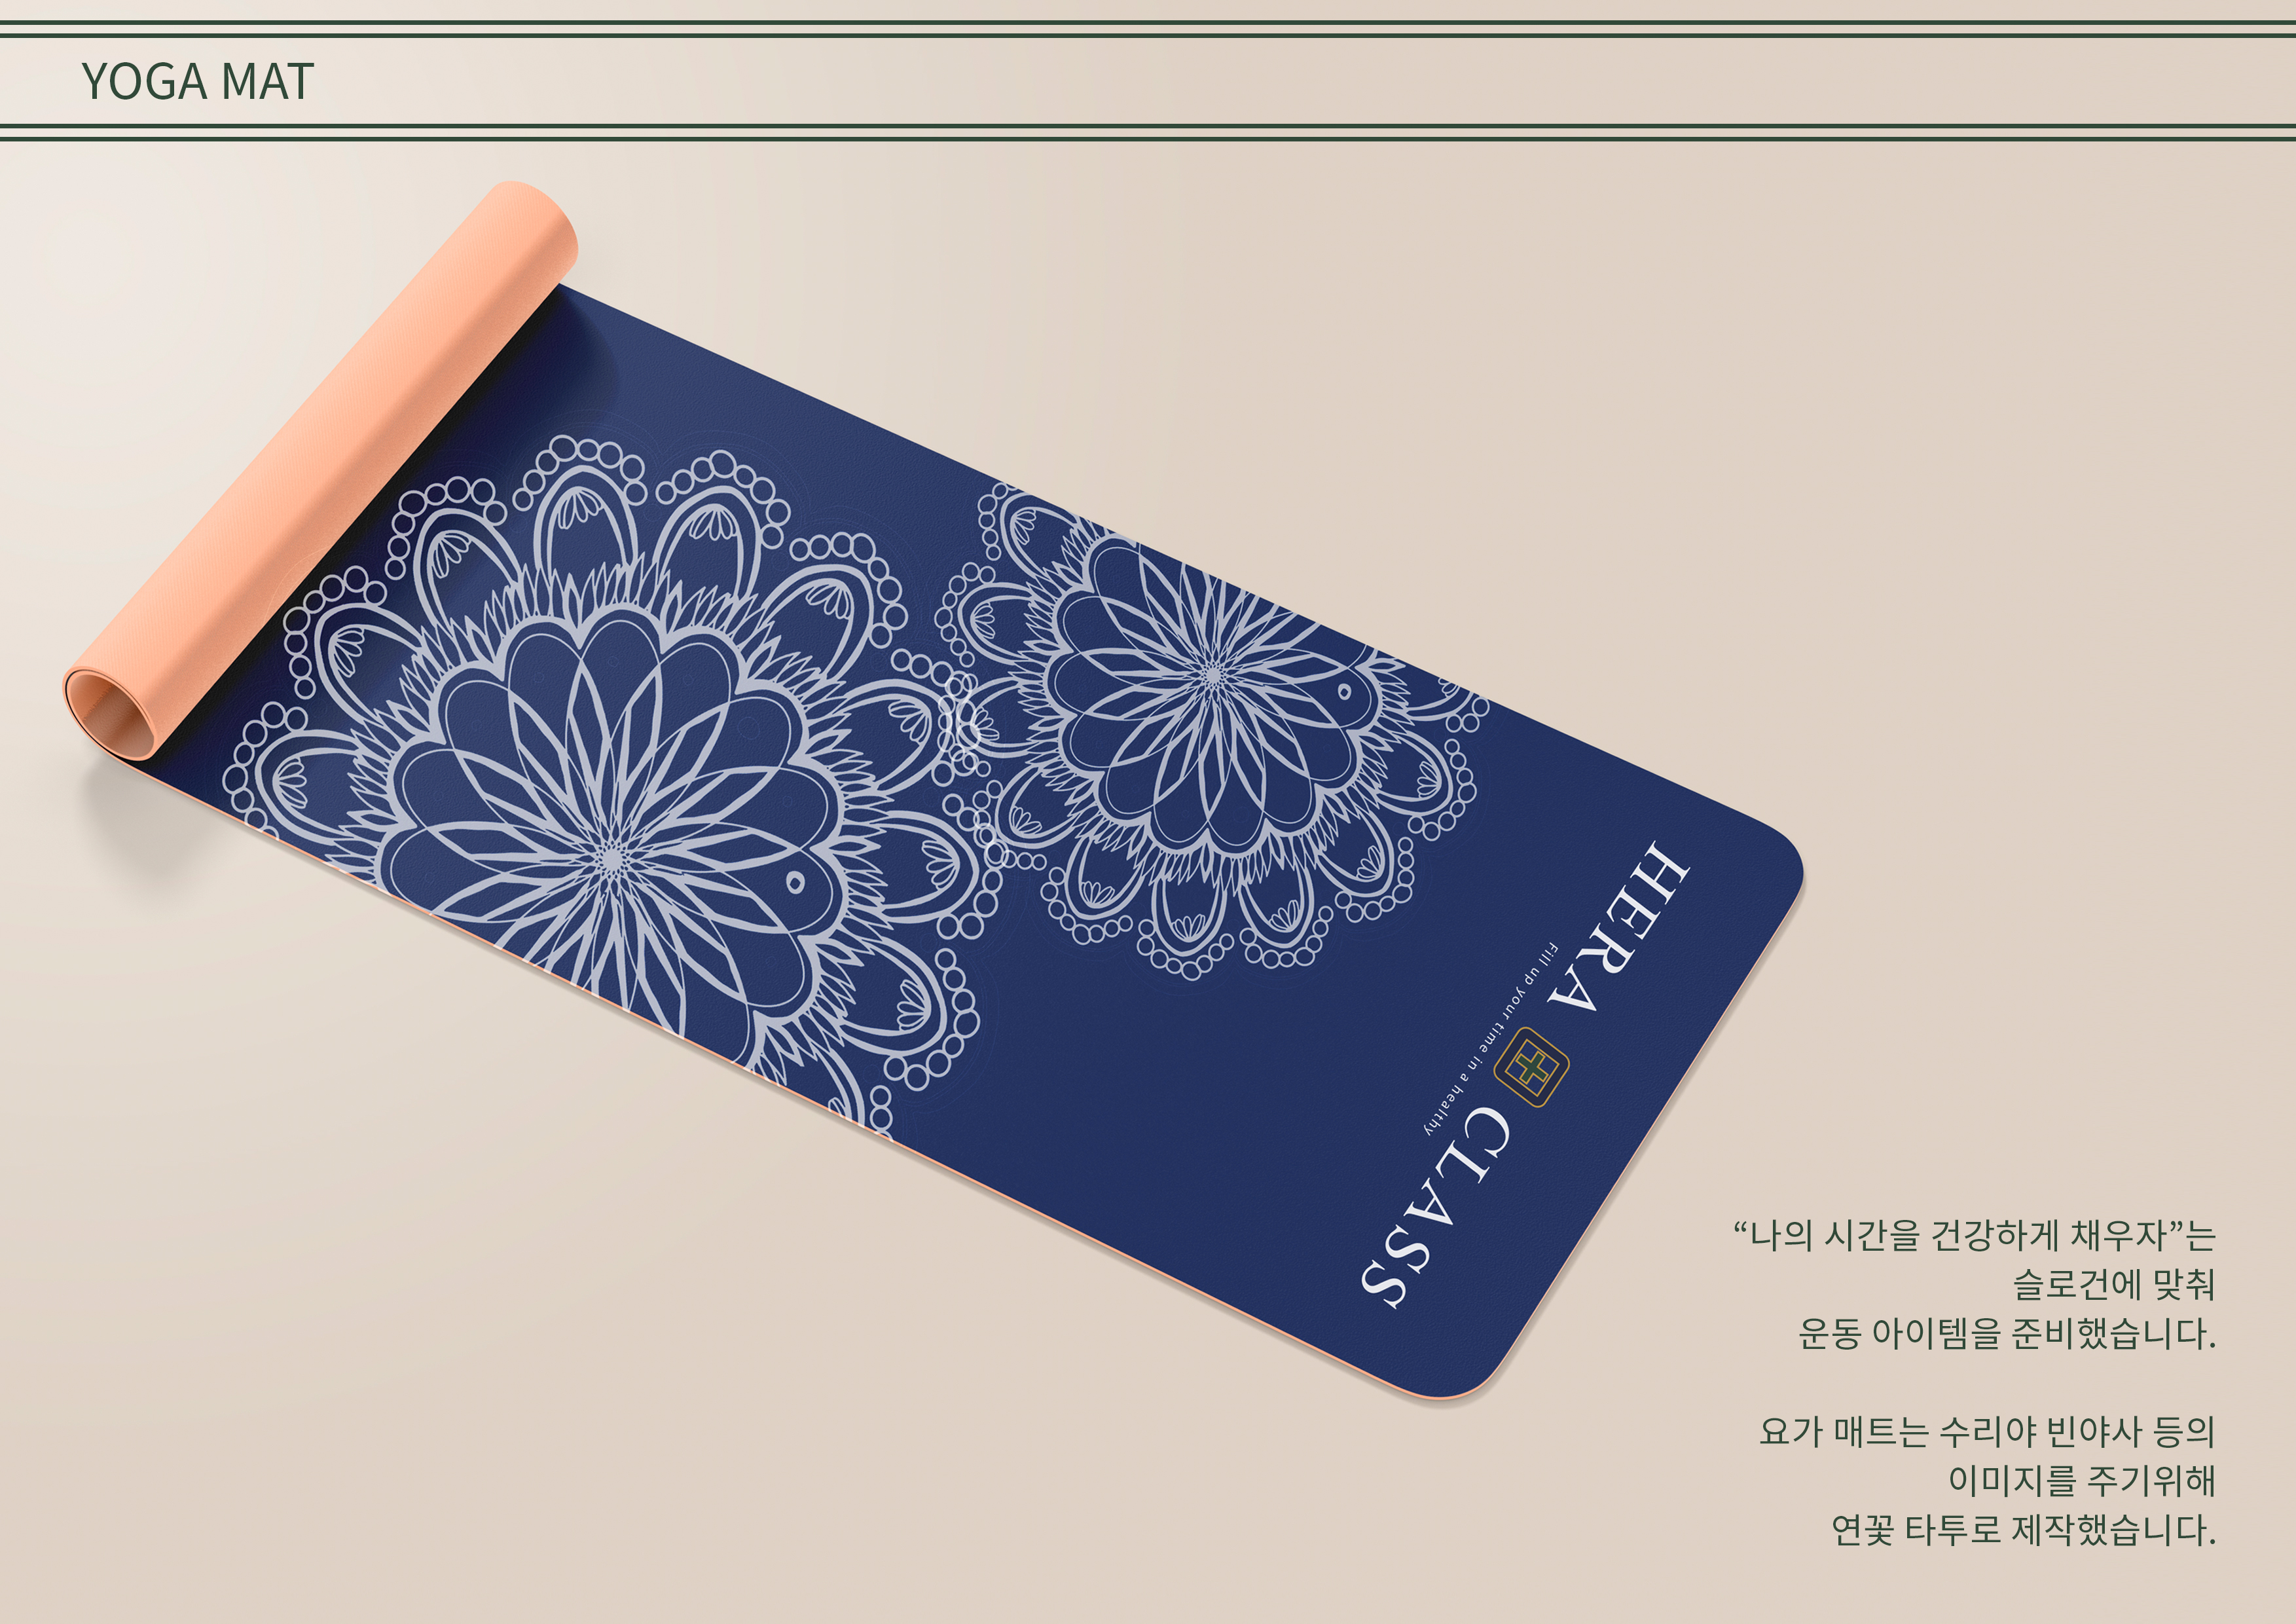 YOGA MAT
HERA CLASS
Fill up your time in a healthy
“나의 시간을 건강하게 채우자”는
슬로건에 맞춰
운동 아이템을 준비했습니다.
요가 매트는 수리야 빈야사 등의
이미지를 주기위해
연꽃 타투로 제작했습니다.